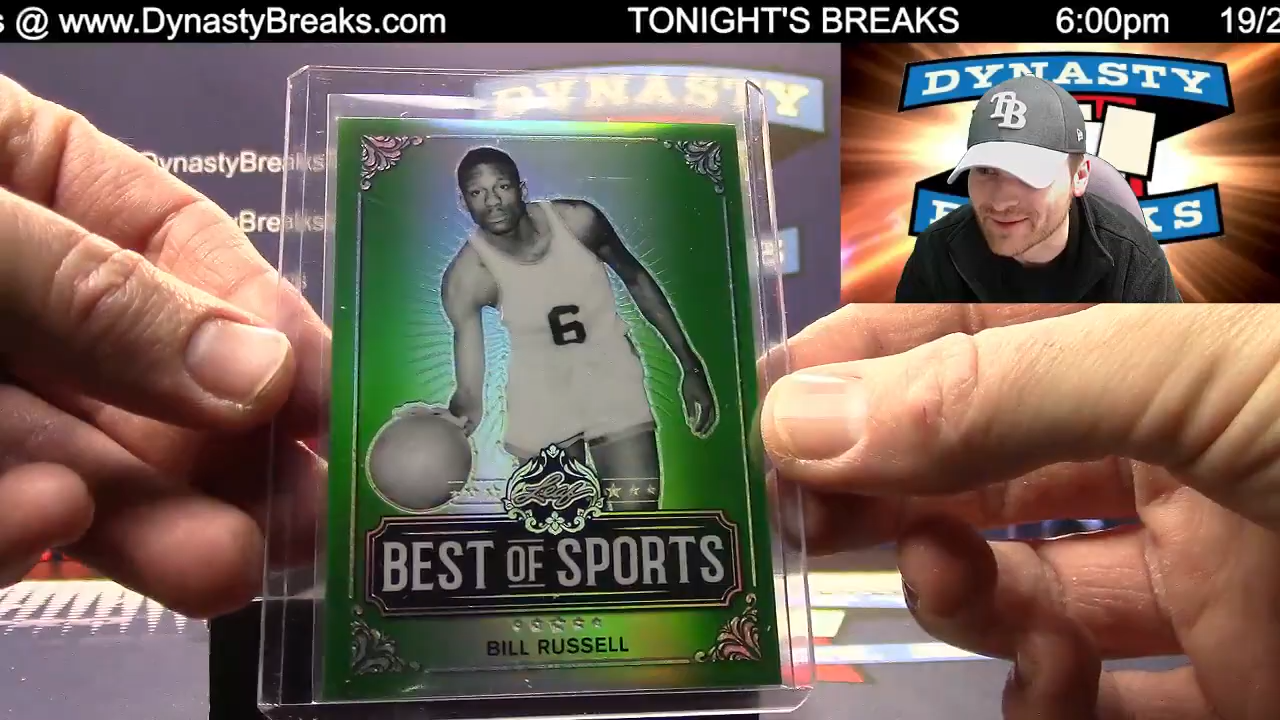 s @ www.DynastyBreaks.com TONIGHT'S BREAKS 6:00pm 19/2
DYNASTY
TB
DynastyBreaks
Breaks
6
Leaf
BEST OF SPORTS
BILL RUSSELL